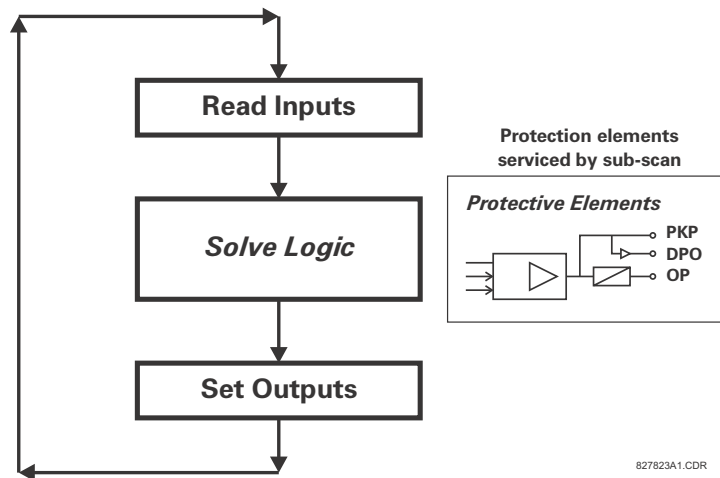 Read Inputs
Solve Logic
Set Outputs
Protection elements
serviced by sub-scan
Protective Elements
PKP
DPO
OP
827823A1.CDR